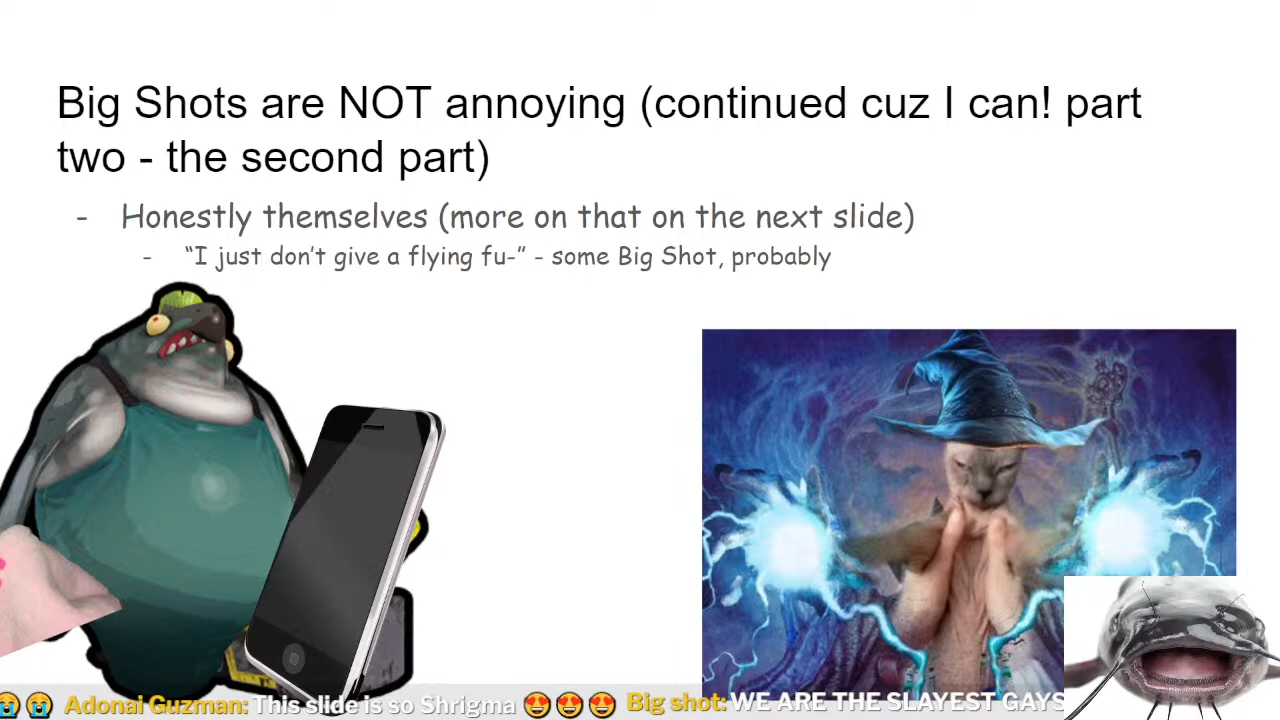 Big Shots are NOT annoying (continued cuz I can! part
two - the second part)
- Honestly themselves (more on that on the next slide)
- “I just don’t give a flying fu-” - some Big Shot, probably
😭😭 Adonai Guzman: This slide is so Shrigma 😍😍😍 Big shot: WE ARE THE SLAYEST GAYS